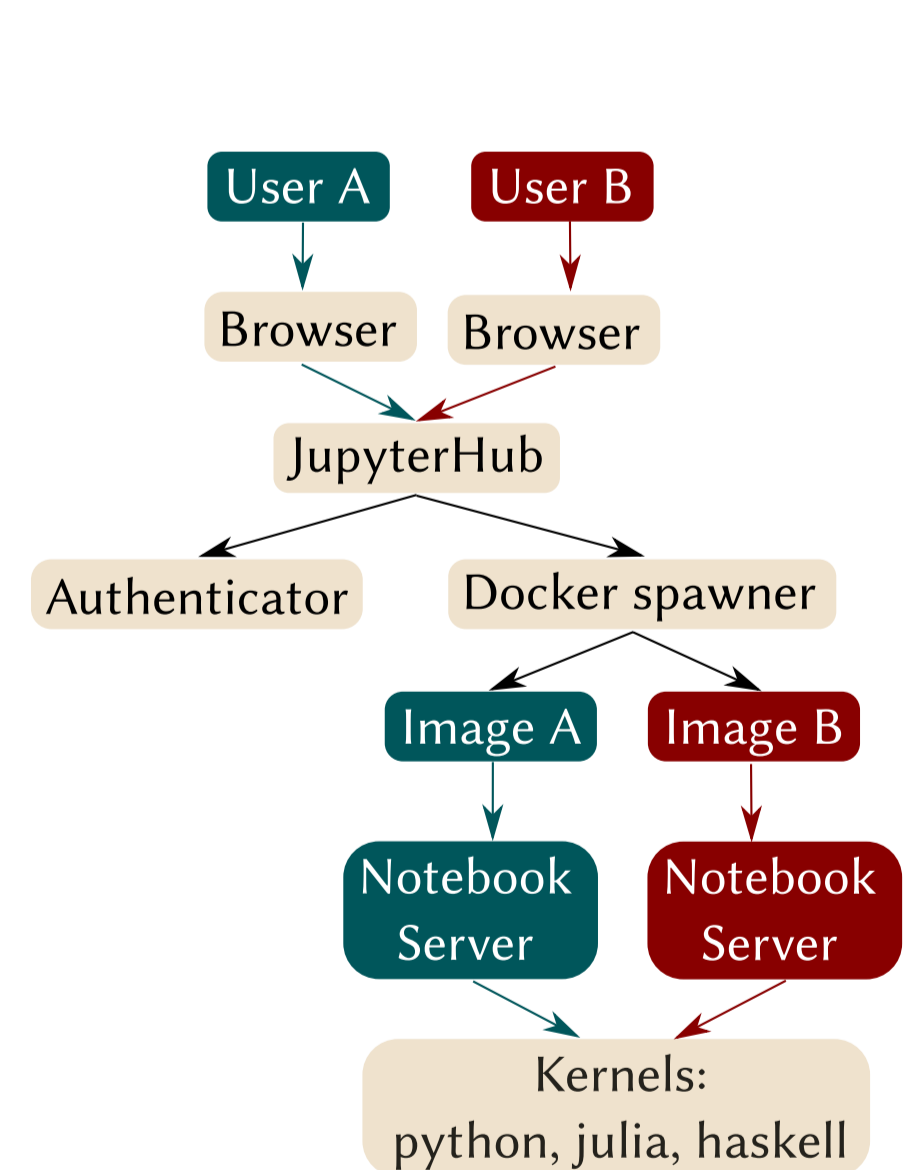 User A
User B
Browser
Browser
JupyterHub
Authenticator
Docker spawner
Image A
Image B
Notebook
Server
Notebook
Server
Kernels:
python, julia, haskell